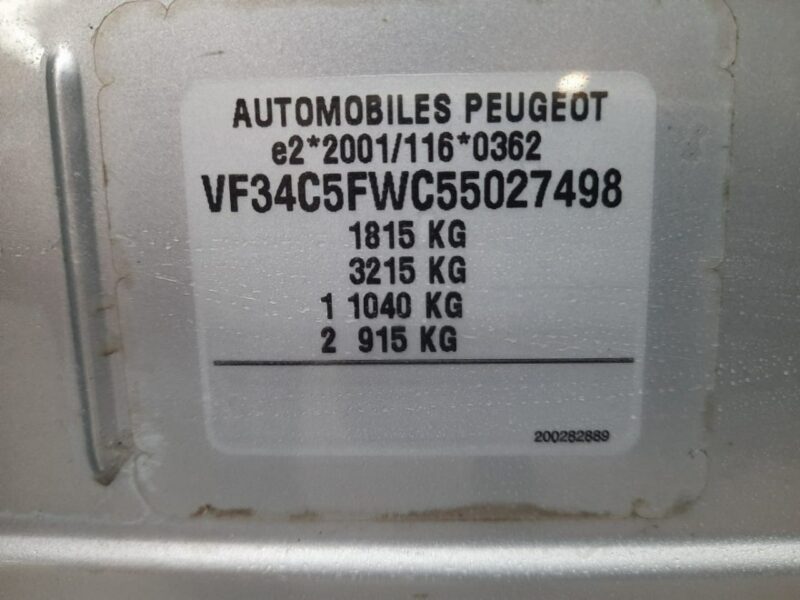 AUTOMOBILES PEUGEOT
e2*2001/116*0362
VF34C5FWC55027498
1815 KG
3215 KG
1 1040 KG
2 915 KG
200282889